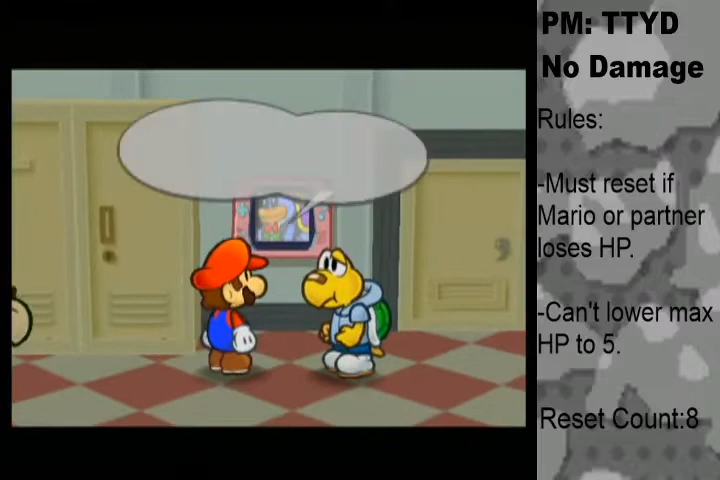 PM: TTYD
No Damage
Rules:
-Must reset if
Mario or partner
loses HP.
-Can't lower max
HP to 5.
Reset Count:8